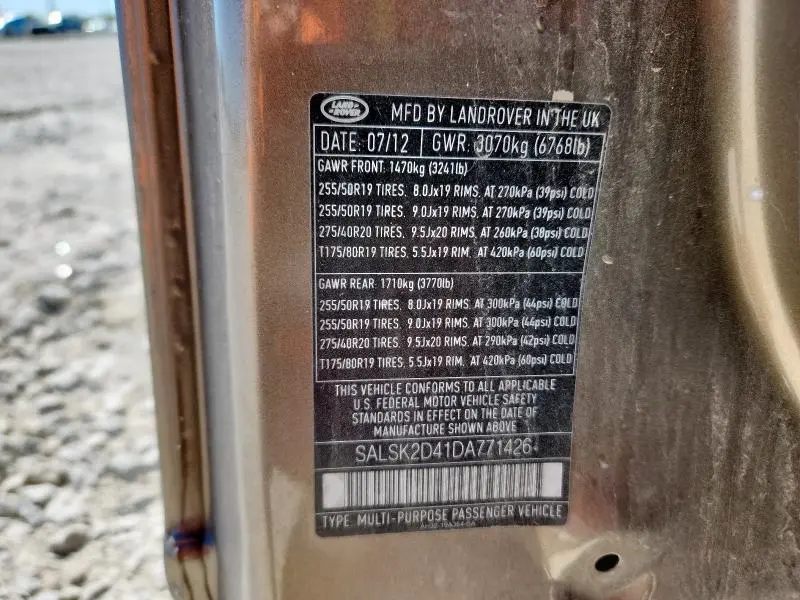 LAND ROVER
MFD BY LANDROVER IN THE UK
DATE: 07/12 GWR: 3070kg (6768lb)
GAWR FRONT: 1470kg (3241lb)
255/50R19 TIRES, 8.0Jx19 RIMS, AT 270kPa (39psi) COLD
255/50R19 TIRES, 9.0Jx19 RIMS, AT 270kPa (39psi) COLD
275/40R20 TIRES, 9.5Jx20 RIMS, AT 260kPa (38psi) COLD
T175/80R19 TIRES, 5.5Jx19 RIM, AT 420kPa (60psi) COLD
GAWR REAR: 1710kg (3770lb)
255/50R19 TIRES, 8.0Jx19 RIMS, AT 300kPa (44psi) COLD
255/50R19 TIRES, 9.0Jx19 RIMS, AT 300kPa (44psi) COLD
275/40R20 TIRES, 9.5Jx20 RIMS, AT 290kPa (42psi) COLD
T175/80R19 TIRES, 5.5Jx19 RIM, AT 420kPa (60psi) COLD
THIS VEHICLE CONFORMS TO ALL APPLICABLE
U.S. FEDERAL MOTOR VEHICLE SAFETY
STANDARDS IN EFFECT ON THE DATE OF
MANUFACTURE SHOWN ABOVE
SALSK2D41DA771426
TYPE: MULTI-PURPOSE PASSENGER VEHICLE